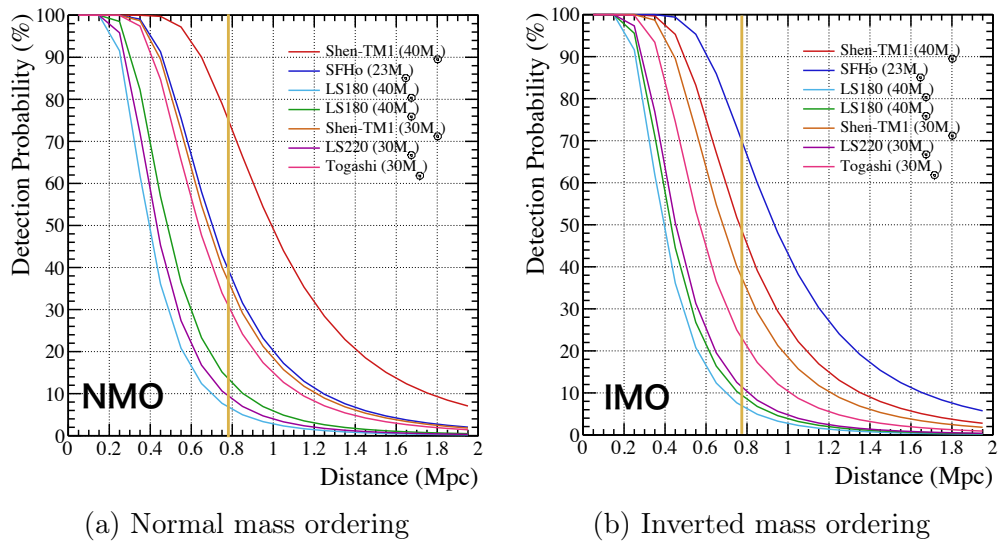 Detection Probability (%)
100
90
80
70
60
50
40
30
20
10
0
Shen-TM1 (40M☉)
SFHo (23M☉)
LS180 (40M☉)
LS180 (40M☉)
Shen-TM1 (30M☉)
LS220 (30M☉)
Togashi (30M☉)
NMO
0 0.2 0.4 0.6 0.8 1 1.2 1.4 1.6 1.8 2
Distance (Mpc)
(a) Normal mass ordering
Detection Probability (%)
100
90
80
70
60
50
40
30
20
10
0
Shen-TM1 (40M☉)
SFHo (23M☉)
LS180 (40M☉)
LS180 (40M☉)
Shen-TM1 (30M☉)
LS220 (30M☉)
Togashi (30M☉)
IMO
0 0.2 0.4 0.6 0.8 1 1.2 1.4 1.6 1.8 2
Distance (Mpc)
(b) Inverted mass ordering